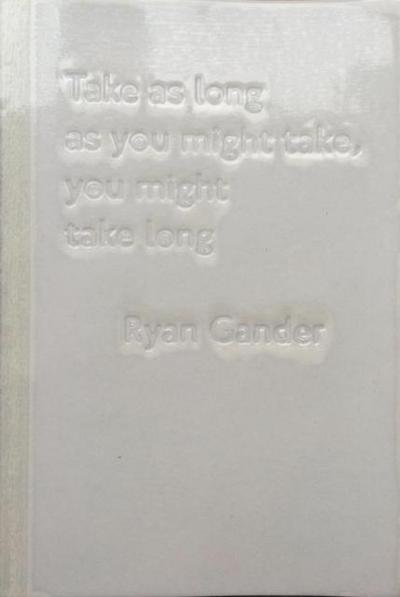 Take as long
as you might take,
you might
take long
Ryan Gander